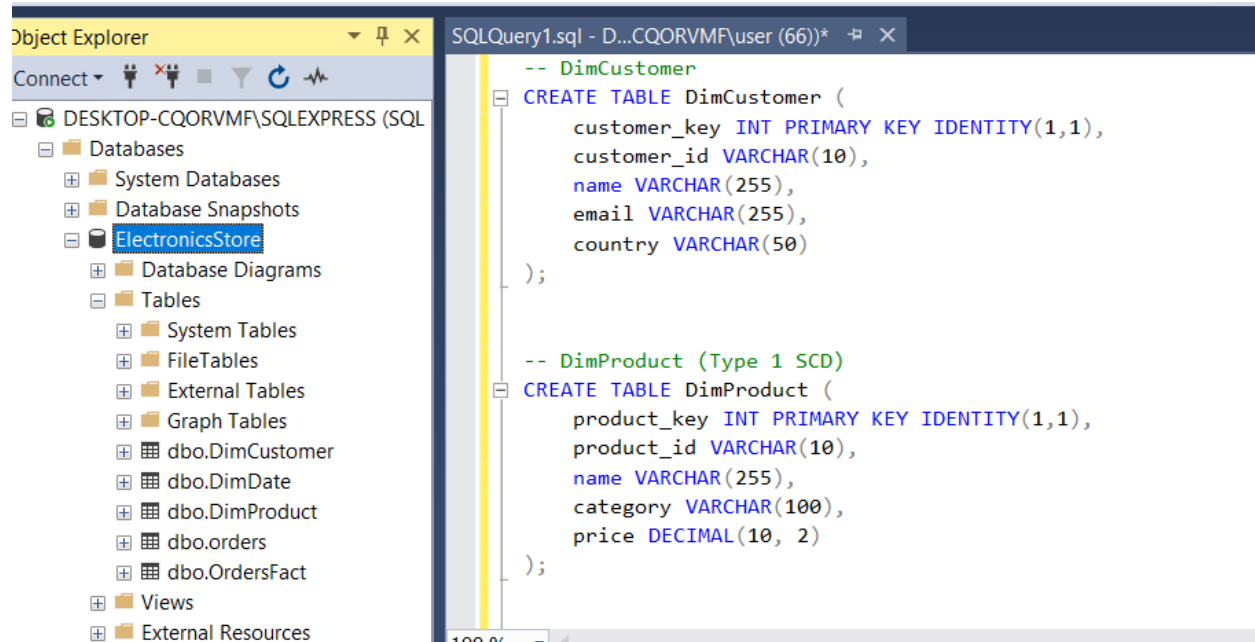 Object Explorer
Connect
DESKTOP-CQORVMF\SQLEXPRESS (SQL
Databases
System Databases
Database Snapshots
ElectronicsStore
Database Diagrams
Tables
System Tables
FileTables
External Tables
Graph Tables
dbo.DimCustomer
dbo.DimDate
dbo.DimProduct
dbo.orders
dbo.OrdersFact
Views
External Resources
SQLQuery1.sql - D...CQORVMF\user (66))*
-- DimCustomer
CREATE TABLE DimCustomer (
customer_key INT PRIMARY KEY IDENTITY(1,1),
customer_id VARCHAR(10),
name VARCHAR(255),
email VARCHAR(255),
country VARCHAR(50)
);
-- DimProduct (Type 1 SCD)
CREATE TABLE DimProduct (
product_key INT PRIMARY KEY IDENTITY(1,1),
product_id VARCHAR(10),
name VARCHAR(255),
category VARCHAR(100),
price DECIMAL(10, 2)
);